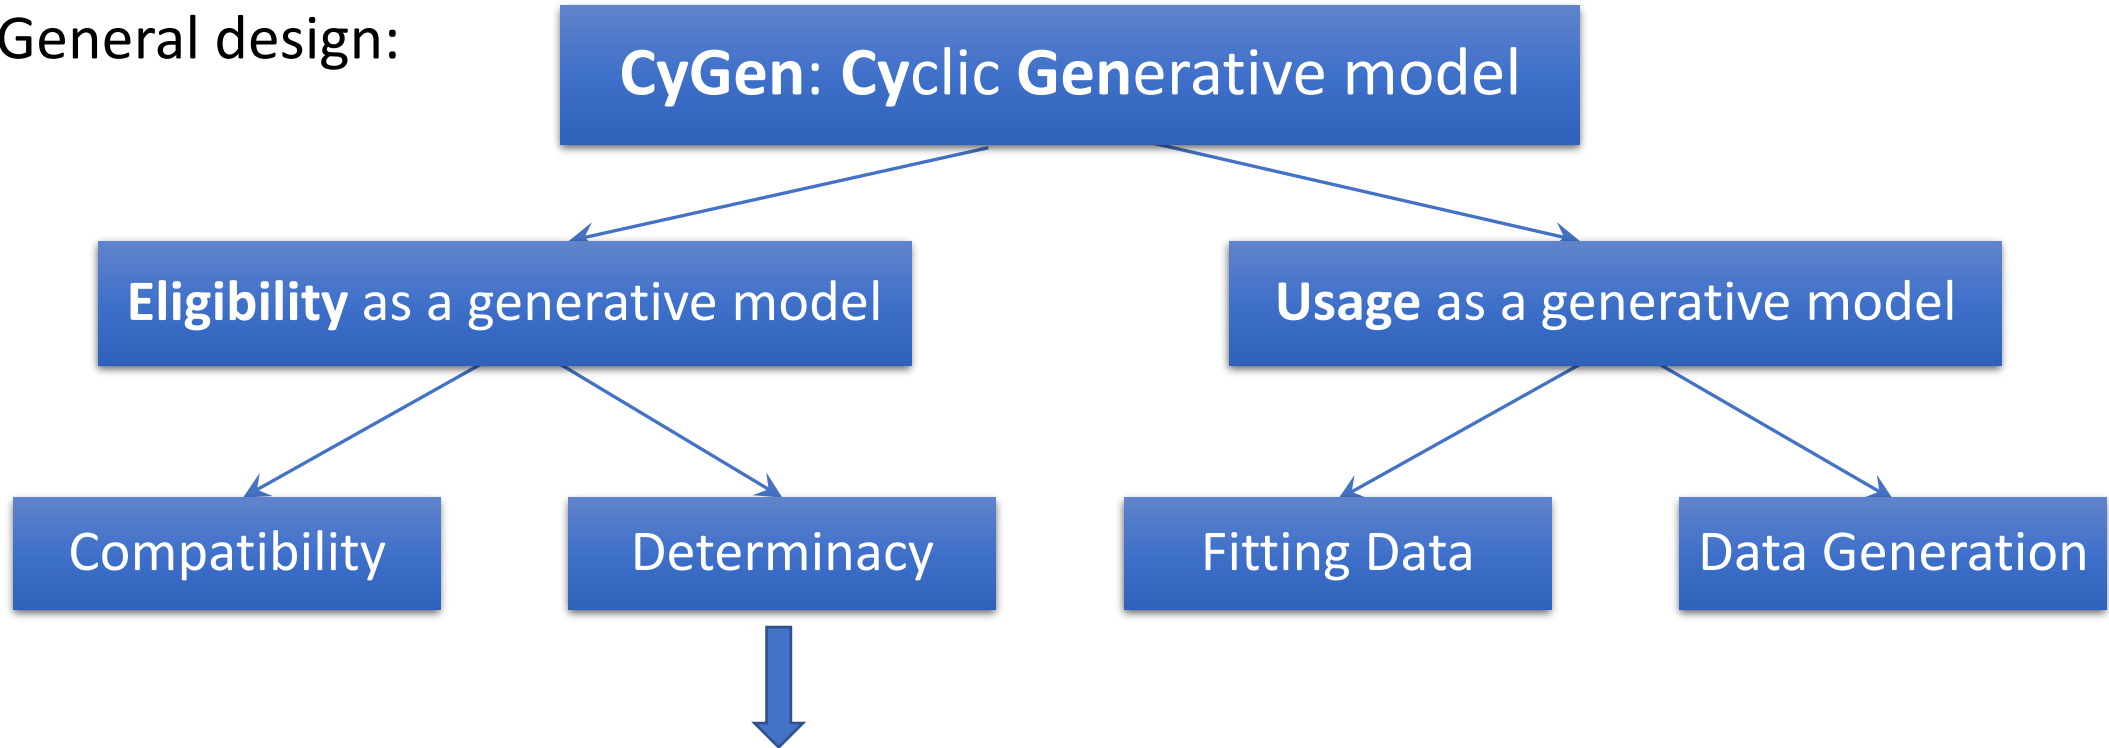 General design:
CyGen: Cyclic Generative model
Eligibility as a generative model
Usage as a generative model
Compatibility
Determinacy
Fitting Data
Data Generation